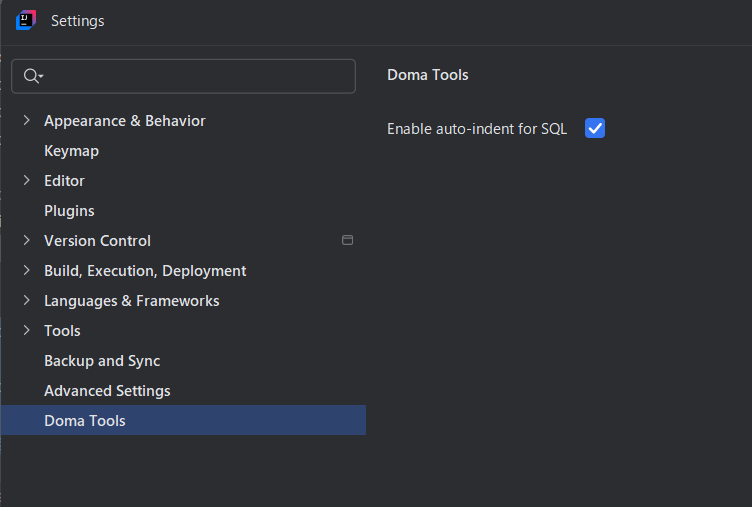 Settings
Appearance & Behavior
Keymap
Editor
Plugins
Version Control
Build, Execution, Deployment
Languages & Frameworks
Tools
Backup and Sync
Advanced Settings
Doma Tools
Doma Tools
Enable auto-indent for SQL